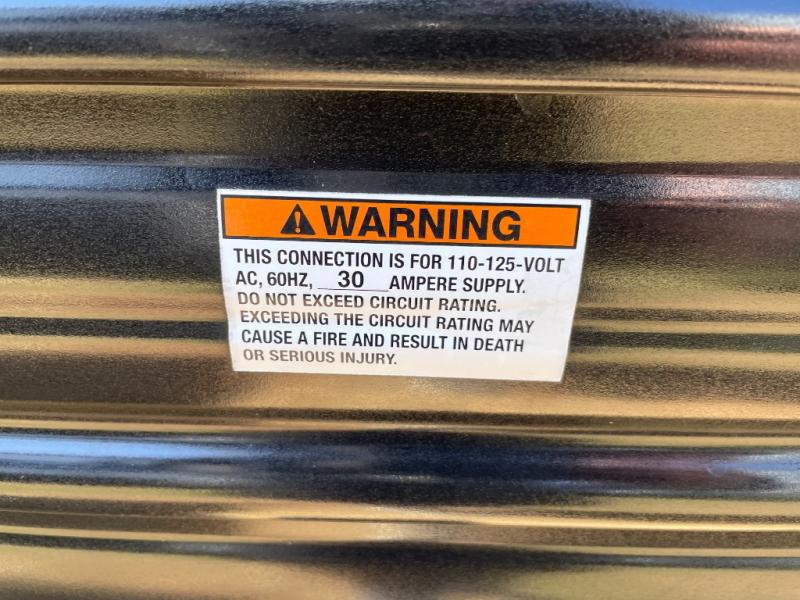 WARNING
THIS CONNECTION IS FOR 110-125-VOLT
AC, 60HZ, 30 AMPERE SUPPLY.
DO NOT EXCEED CIRCUIT RATING.
EXCEEDING THE CIRCUIT RATING MAY
CAUSE A FIRE AND RESULT IN DEATH
OR SERIOUS INJURY.